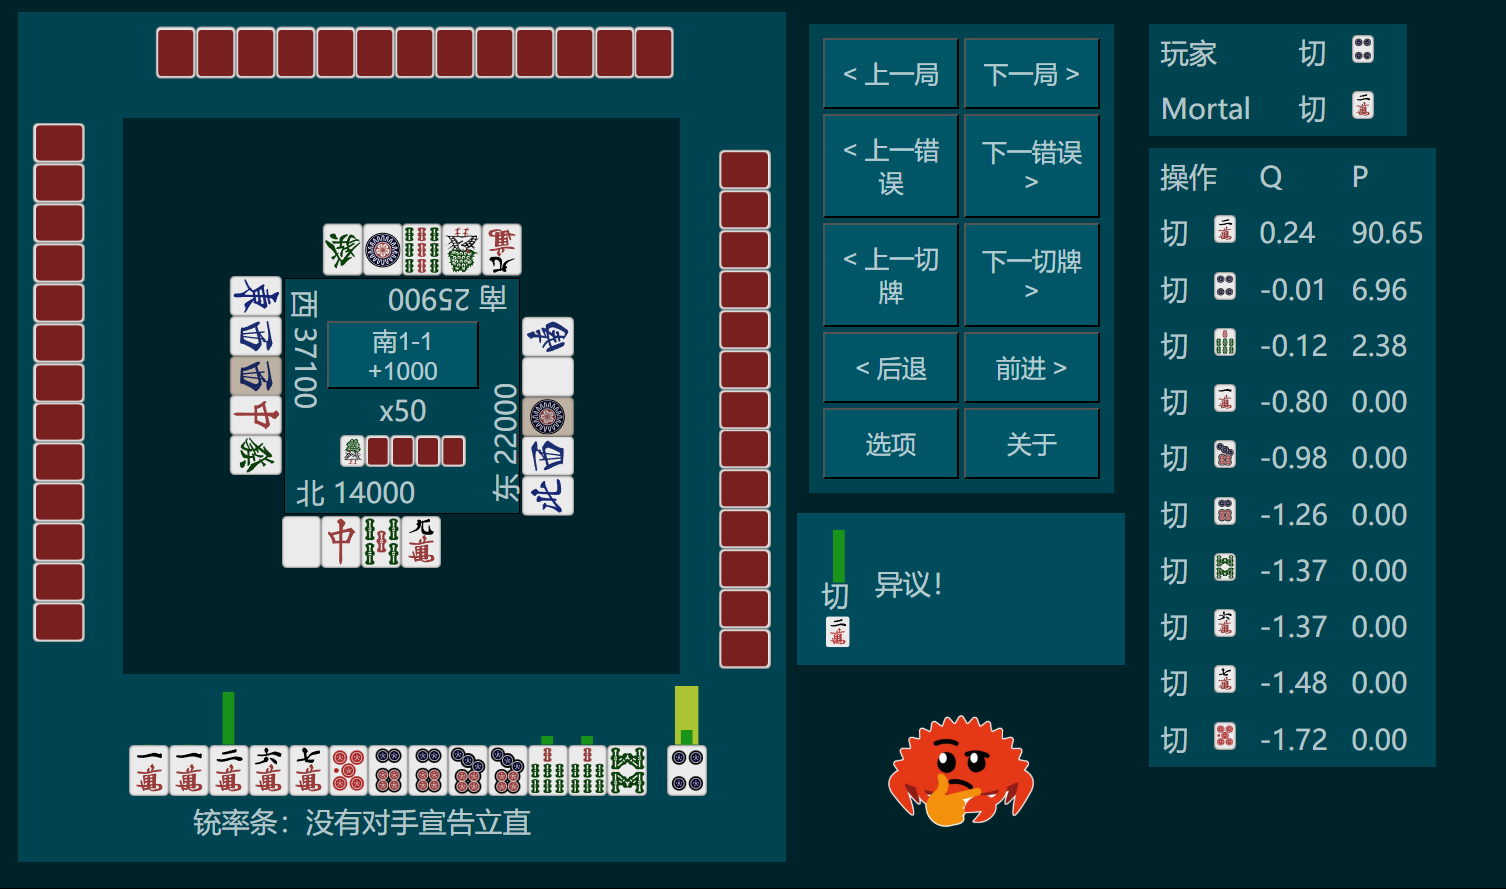 南 25900
西 37100
南1-1
+1000
x50
东 22000
北 14000
铳率条：没有对手宣告立直
< 上一局
下一局 >
< 上一错
误
下一错误
>
< 上一切
牌
下一切牌
>
< 后退
前进 >
选项
关于
切
异议！
玩家 切
Mortal 切
操作 Q P
切 0.24 90.65
切 -0.01 6.96
切 -0.12 2.38
切 -0.80 0.00
切 -0.98 0.00
切 -1.26 0.00
切 -1.37 0.00
切 -1.37 0.00
切 -1.48 0.00
切 -1.72 0.00